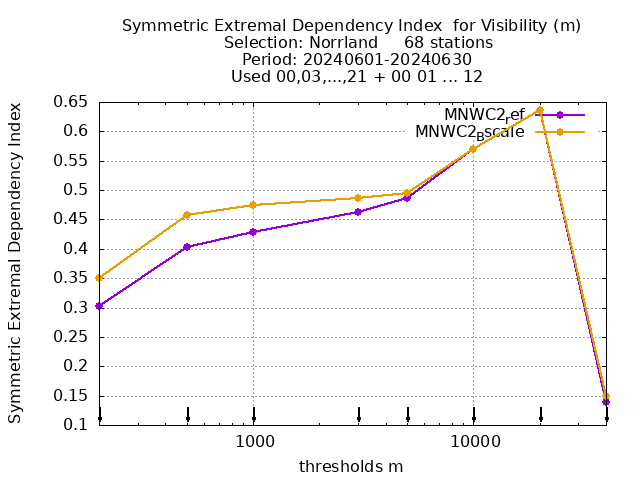 Symmetric Extremal Dependency Index  for Visibility (m)
Selection: Norrland     68 stations
Period: 20240601-20240630
Used 00,03,...,21 + 00 01 ... 12
Symmetric Extremal Dependency Index
0.65
0.6
0.55
0.5
0.45
0.4
0.35
0.3
0.25
0.2
0.15
0.1
MNWC2_ref
MNWC2_Bscale
1000
10000
thresholds m